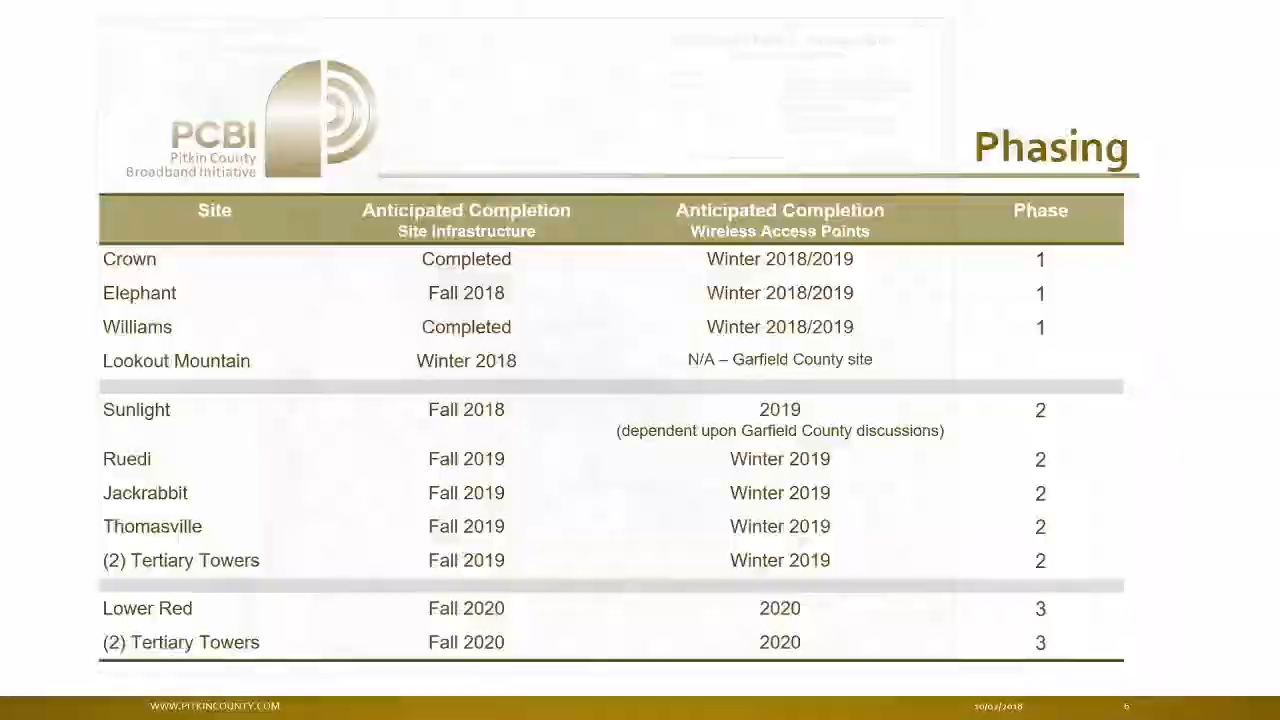 PCBI
Pitkin County
Broadband Initiative
Phasing
Site Anticipated Completion Anticipated Completion Phase
Site Infrastructure Wireless Access Points
Crown Completed Winter 2018/2019 1
Elephant Fall 2018 Winter 2018/2019 1
Williams Completed Winter 2018/2019 1
Lookout Mountain Winter 2018 N/A – Garfield County site
Sunlight Fall 2018 2019 2
(dependent upon Garfield County discussions)
Ruedi Fall 2019 Winter 2019 2
Jackrabbit Fall 2019 Winter 2019 2
Thomasville Fall 2019 Winter 2019 2
(2) Tertiary Towers Fall 2019 Winter 2019 2
Lower Red Fall 2020 2020 3
(2) Tertiary Towers Fall 2020 2020 3
WWW.PITKINCOUNTY.COM 10/02/2018 6